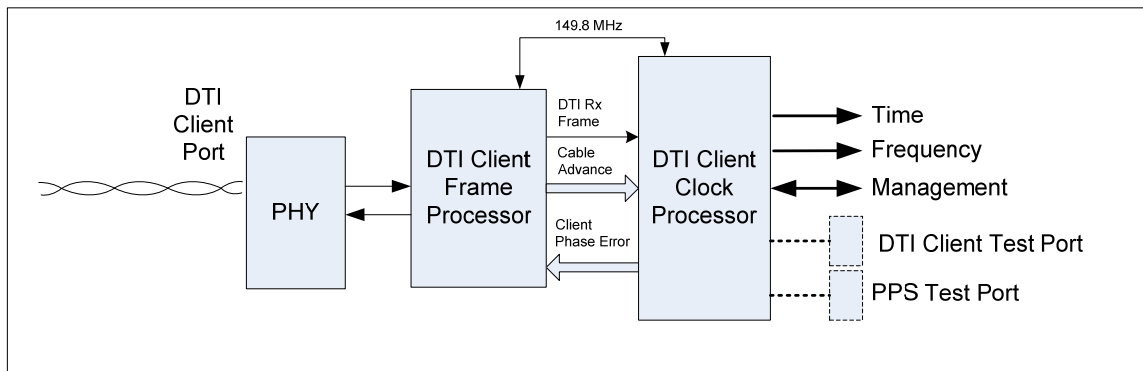 149.8 MHz
DTI
Client
Port
PHY
DTI Client
Frame
Processor
DTI Rx
Frame
Cable
Advance
Client
Phase Error
DTI Client
Clock
Processor
Time
Frequency
Management
DTI Client Test Port
PPS Test Port